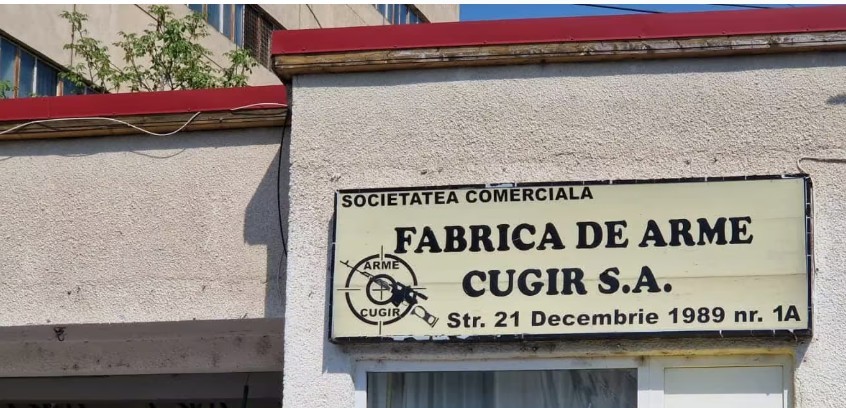 SOCIETATEA COMERCIALA
FABRICA DE ARME
CUGIR S.A.
ARME
CUGIR
Str. 21 Decembrie 1989 nr. 1A